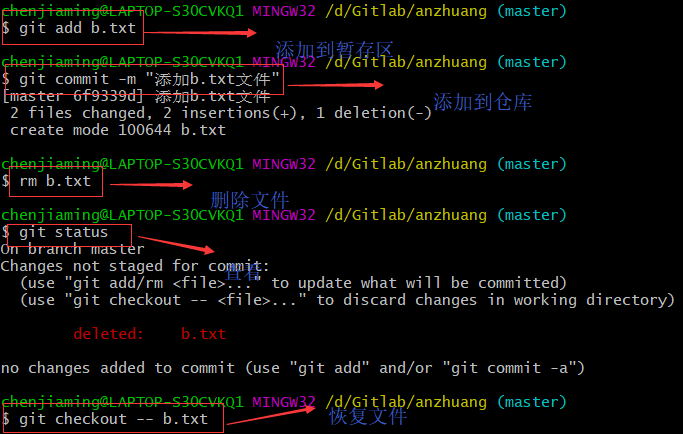 chenjiaming@LAPTOP-S3OCVKQ1 MINGW32 /d/Gitlab/anzhuang (master)
$ git add b.txt
添加到暂存区
chenjiaming@LAPTOP-S3OCVKQ1 MINGW32 /d/Gitlab/anzhuang (master)
$ git commit -m "添加b.txt文件"
[master 6f9339d] 添加b.txt文件
添加到仓库
 2 files changed, 2 insertions(+), 1 deletion(-)
 create mode 100644 b.txt
chenjiaming@LAPTOP-S3OCVKQ1 MINGW32 /d/Gitlab/anzhuang (master)
$ rm b.txt
删除文件
chenjiaming@LAPTOP-S3OCVKQ1 MINGW32 /d/Gitlab/anzhuang (master)
$ git status
On branch master
Changes not staged for commit:
查看
  (use "git add/rm <file>..." to update what will be committed)
  (use "git checkout -- <file>..." to discard changes in working directory)
deleted:    b.txt
no changes added to commit (use "git add" and/or "git commit -a")
chenjiaming@LAPTOP-S3OCVKQ1 MINGW32 /d/Gitlab/anzhuang (master)
$ git checkout -- b.txt
恢复文件